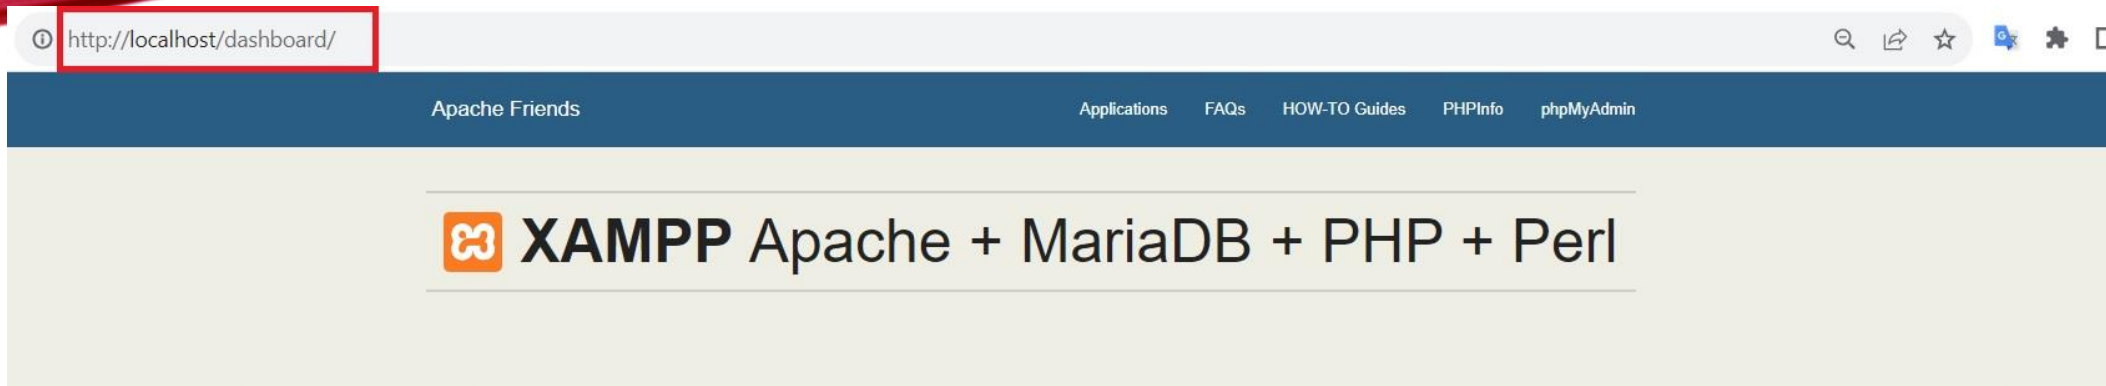 http://localhost/dashboard/
Apache Friends Applications FAQs HOW-TO Guides PHPInfo phpMyAdmin
XAMPP Apache + MariaDB + PHP + Perl